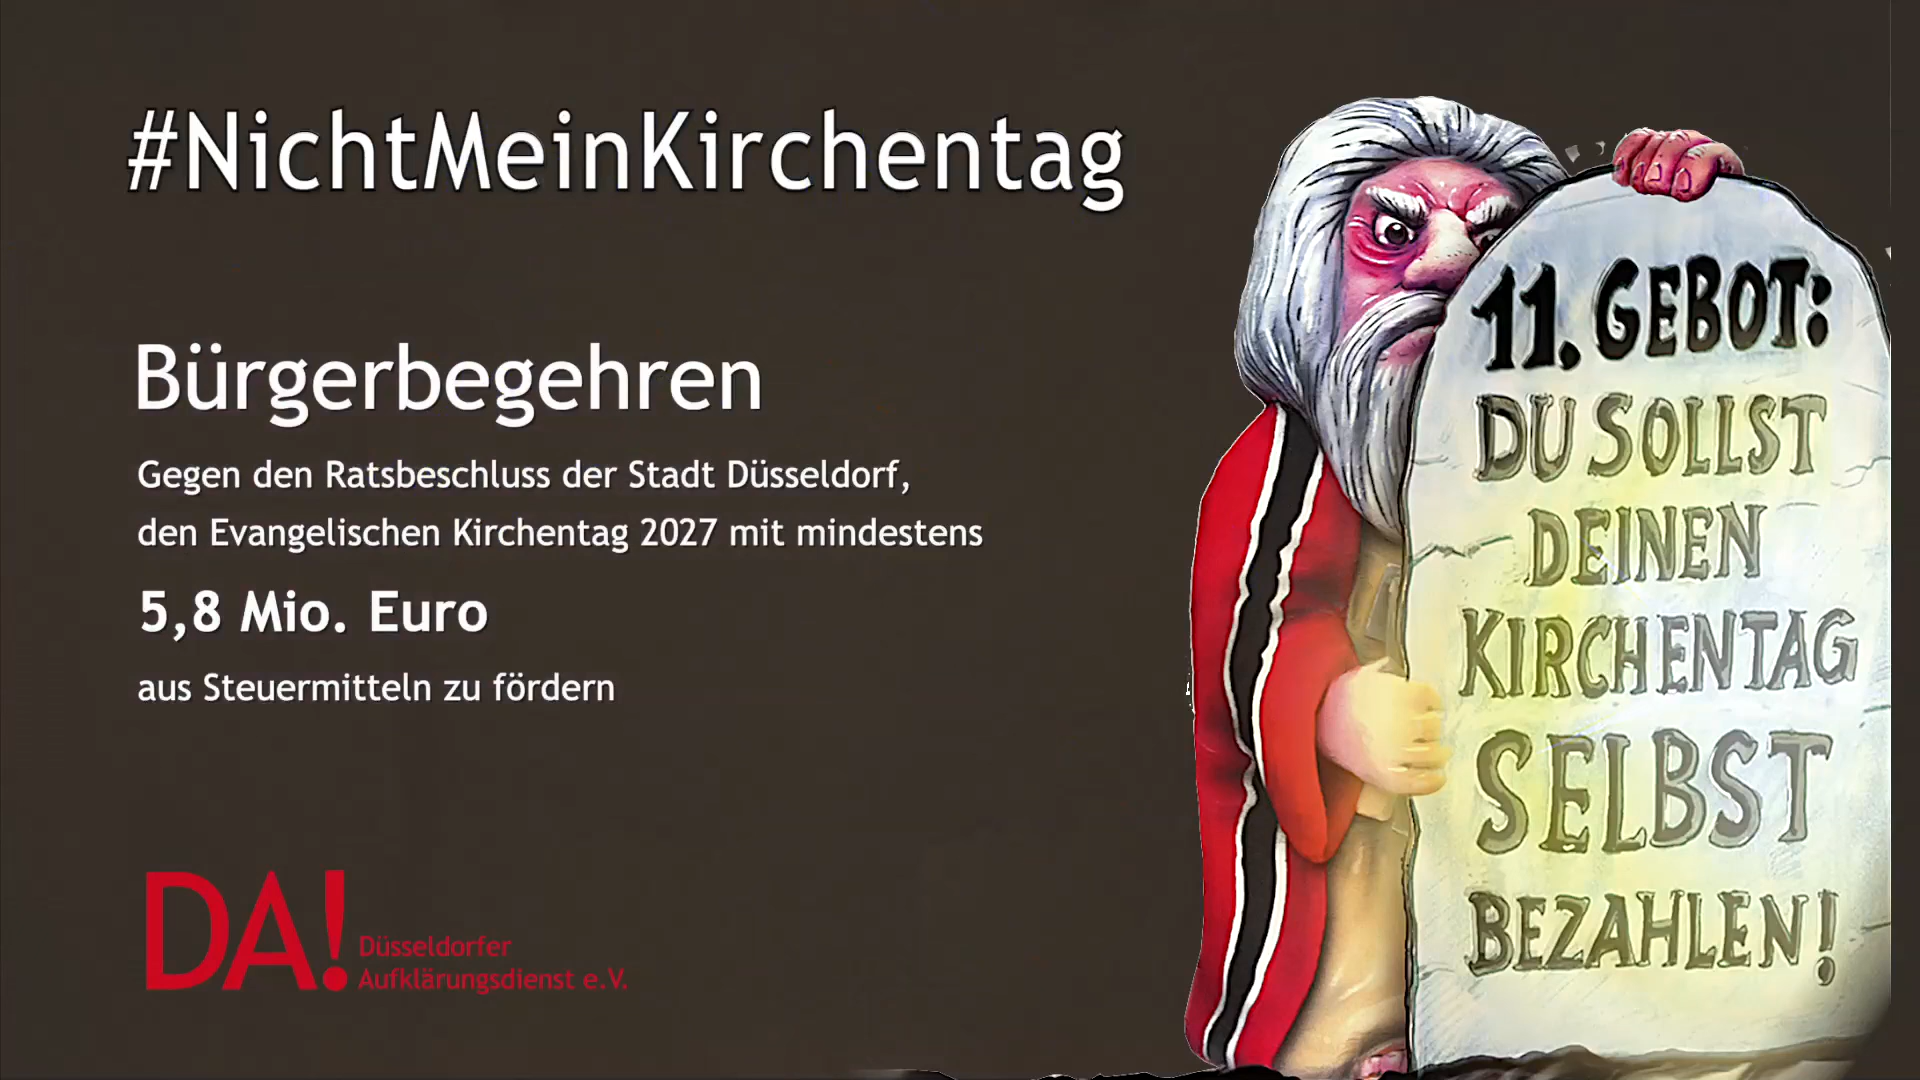 #NichtMeinKirchentag
Bürgerbegehren
Gegen den Ratsbeschluss der Stadt Düsseldorf,
den Evangelischen Kirchentag 2027 mit mindestens
5,8 Mio. Euro
aus Steuermitteln zu fördern
DA!
Düsseldorfer
Aufklärungsdienst e.V.
11. GEBOT:
DU SOLLST
DEINEN
KIRCHENTAG
SELBST
BEZAHLEN!